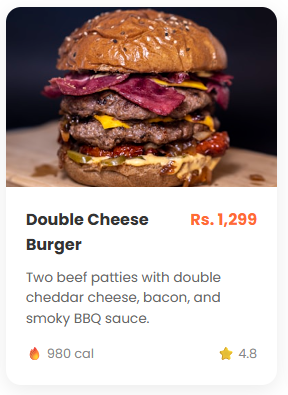 Double Cheese Rs. 1,299
Burger
Two beef patties with double
cheddar cheese, bacon, and
smoky BBQ sauce.
980 cal 4.8